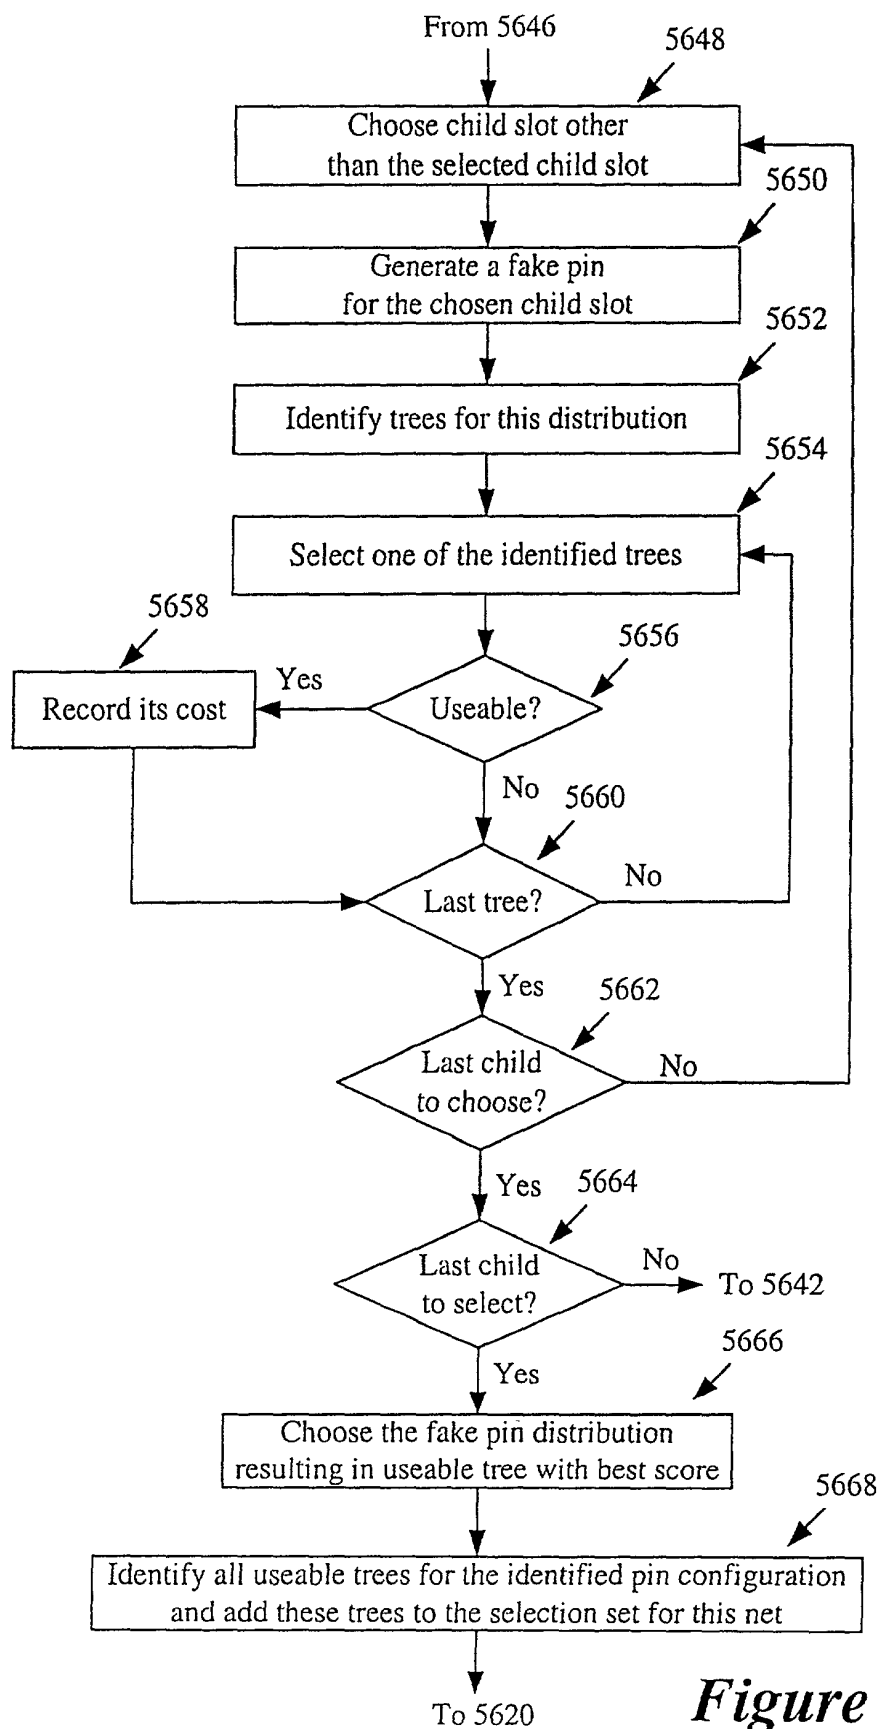 From 5646
5648
Choose child slot other
than the selected child slot
5650
Generate a fake pin
for the chosen child slot
5652
Identify trees for this distribution
5654
Select one of the identified trees
5658
5656
Record its cost
Yes
Useable?
No
5660
Last tree?
No
Yes
5662
Last child
to choose?
No
Yes
5664
Last child
to select?
No
To 5642
5666
Yes
Choose the fake pin distribution
resulting in useable tree with best score
5668
Identify all useable trees for the identified pin configuration
and add these trees to the selection set for this net
To 5620
Figure